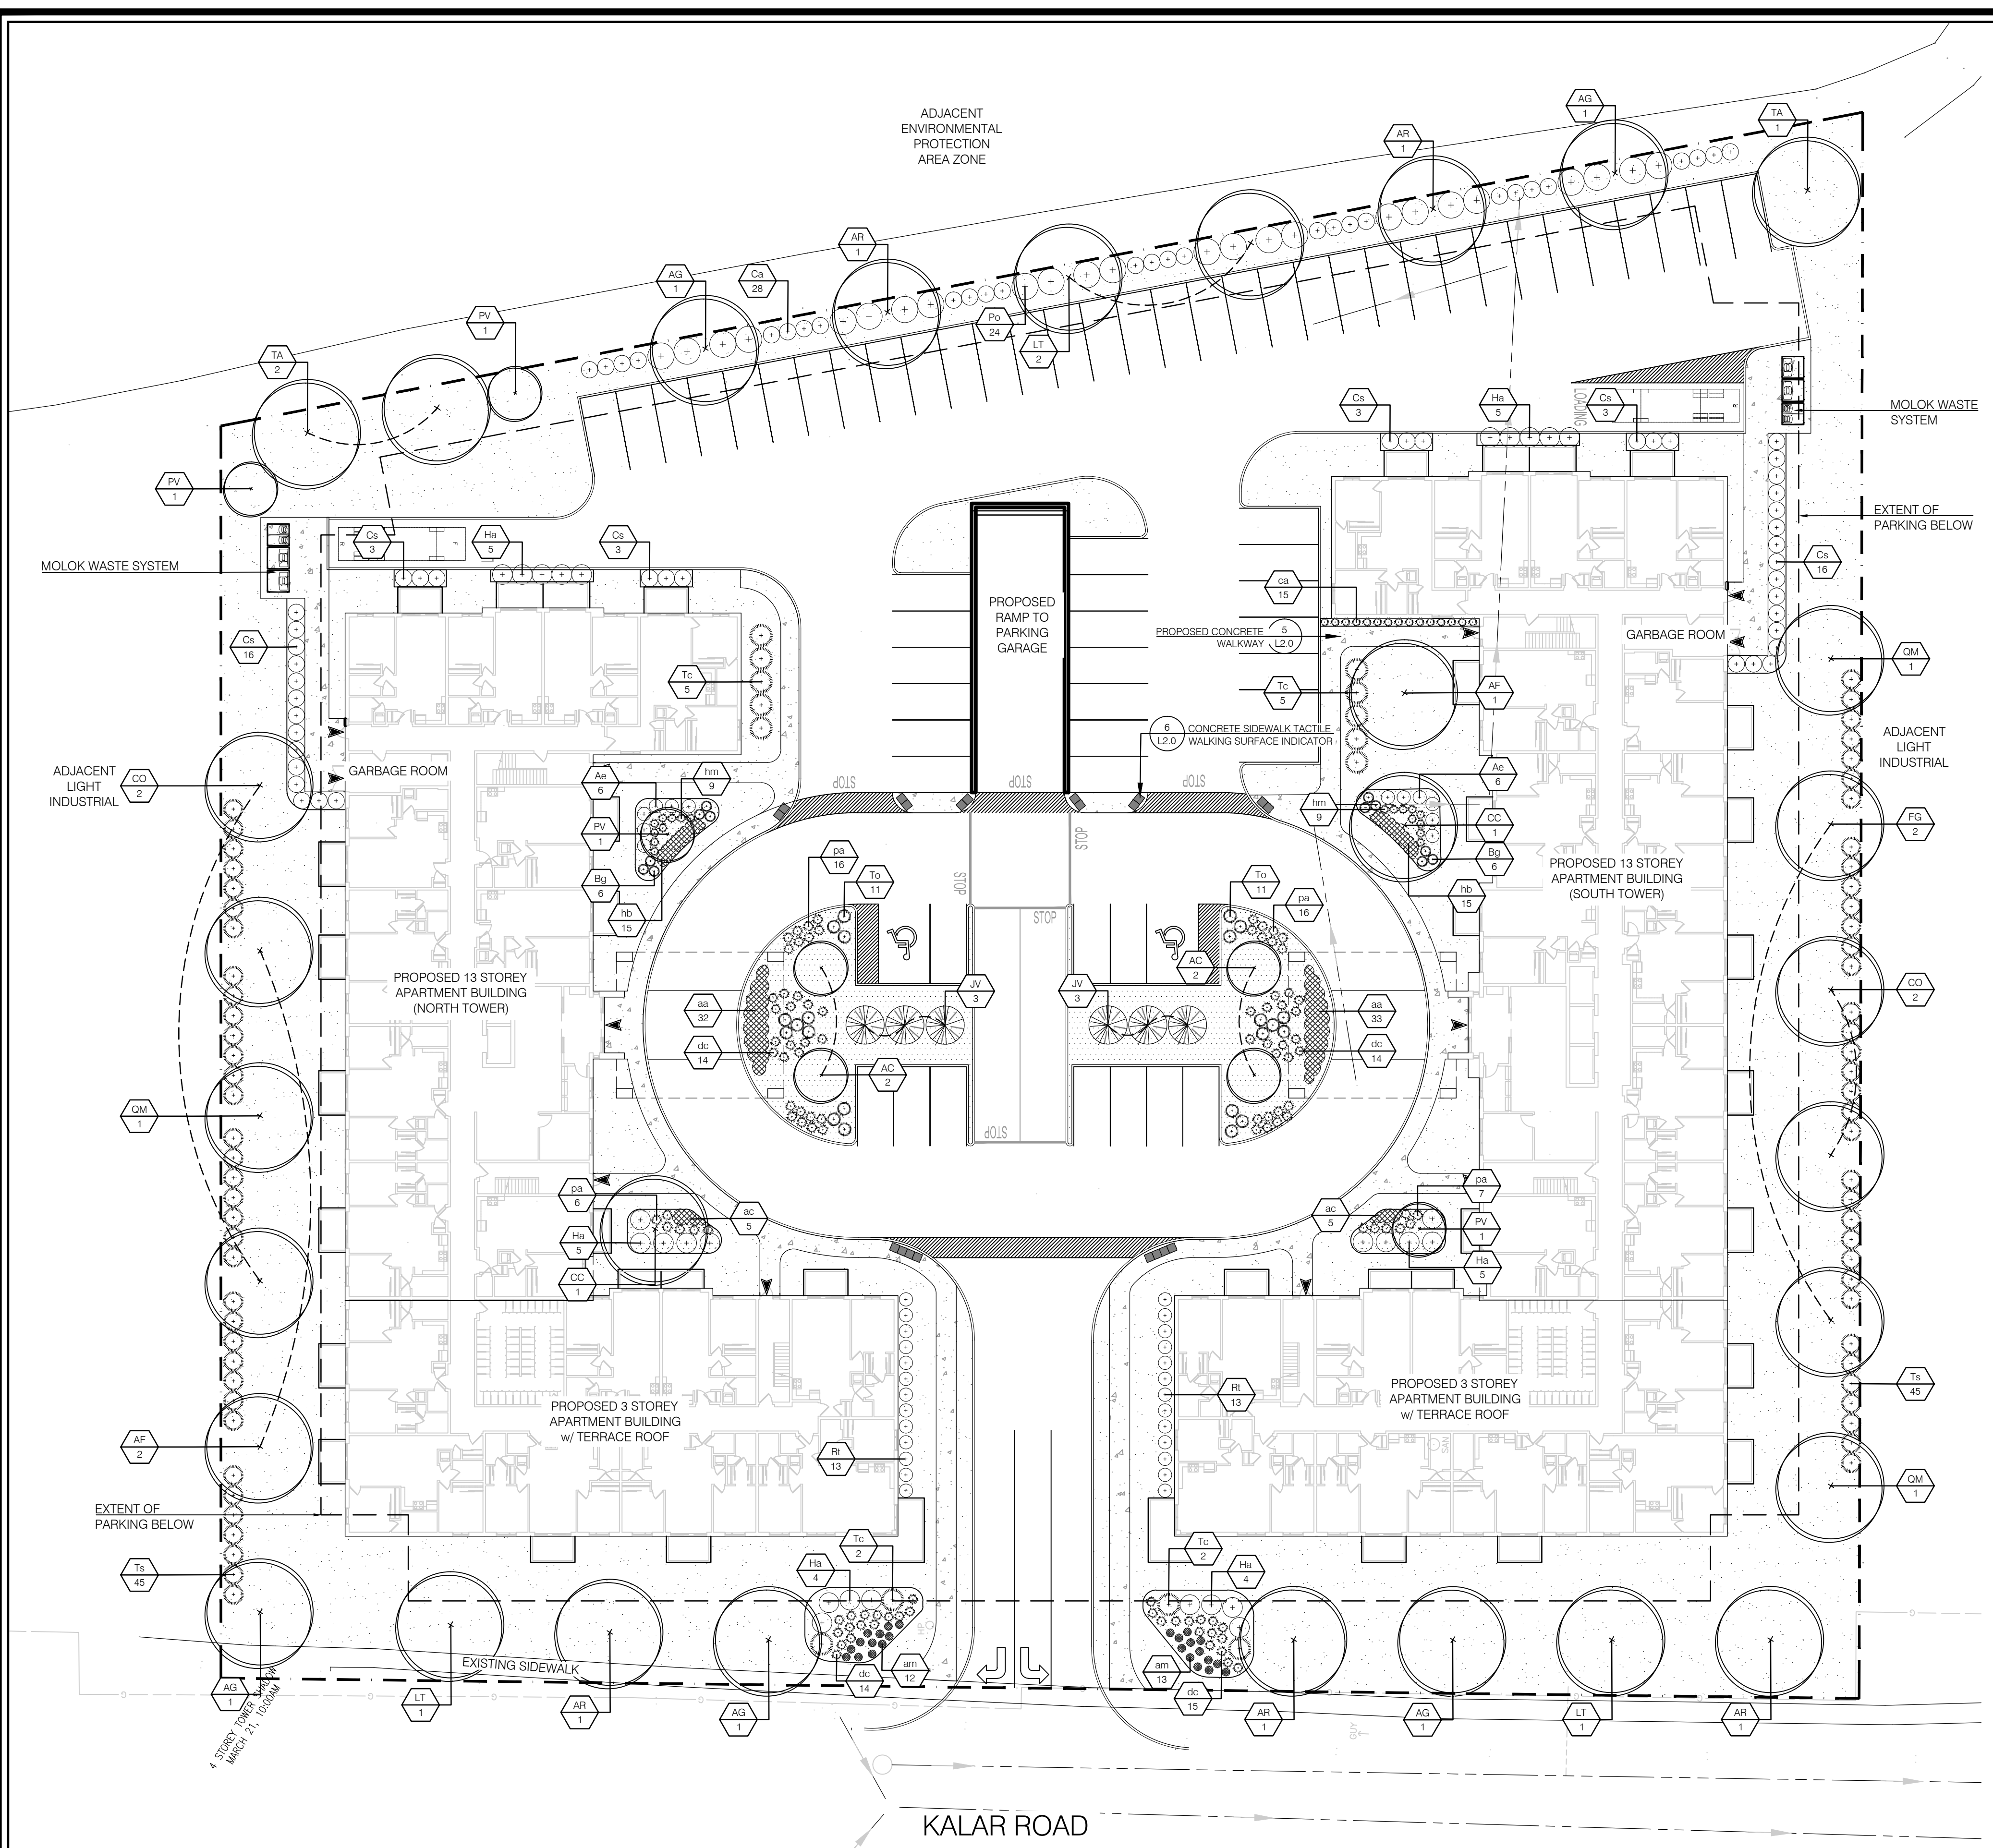 ADJACENT
ENVIRONMENTAL
PROTECTION
AREA ZONE
AG
1
TA
1
AR
1
AR
1
AG
1
Ca
28
PV
1
Po
24
LT
2
TA
2
PV
1
MOLOK WASTE
SYSTEM
LOADING
R
Cs
3
Ha
5
Cs
3
EXTENT OF
PARKING BELOW
Cs
3
Ha
5
Cs
3
R
F
MOLOK WASTE SYSTEM
Cs
16
Cs
16
PROPOSED
RAMP TO
PARKING
GARAGE
ca
15
PROPOSED CONCRETE
WALKWAY
5
L2.0
GARBAGE ROOM
QM
1
Tc
5
Tc
5
AF
1
6
L2.0
CONCRETE SIDEWALK TACTILE
WALKING SURFACE INDICATOR
ADJACENT
LIGHT
INDUSTRIAL
ADJACENT
LIGHT
INDUSTRIAL
CO
2
GARBAGE ROOM
Ae
6
hm
9
PV
1
Bg
6
hb
15
STOP
STOP
STOP
STOP
STOP
STOP
STOP
Ae
6
hm
9
CC
1
Bg
6
hb
15
FG
2
PROPOSED 13 STOREY
APARTMENT BUILDING
(SOUTH TOWER)
pa
16
To
11
To
11
pa
16
AC
2
PROPOSED 13 STOREY
APARTMENT BUILDING
(NORTH TOWER)
JV
3
JV
3
aa
32
aa
33
dc
14
dc
14
AC
2
CO
2
QM
1
STOP
pa
6
ac
5
Ha
5
CC
1
pa
7
ac
5
PV
1
Ha
5
PROPOSED 3 STOREY
APARTMENT BUILDING
w/ TERRACE ROOF
PROPOSED 3 STOREY
APARTMENT BUILDING
w/ TERRACE ROOF
Rt
13
Rt
13
SAN
Ts
45
AF
2
QM
1
EXTENT OF
PARKING BELOW
Ts
45
Tc
2
Ha
4
Tc
2
Ha
4
HP
am
12
dc
14
am
13
dc
15
EXISTING SIDEWALK
AG
1
LT
1
AR
1
AG
1
AR
1
AG
1
LT
1
AR
1
4 STOREY TOWER SHADOW
MARCH 21, 10:00AM
GUY
KALAR ROAD